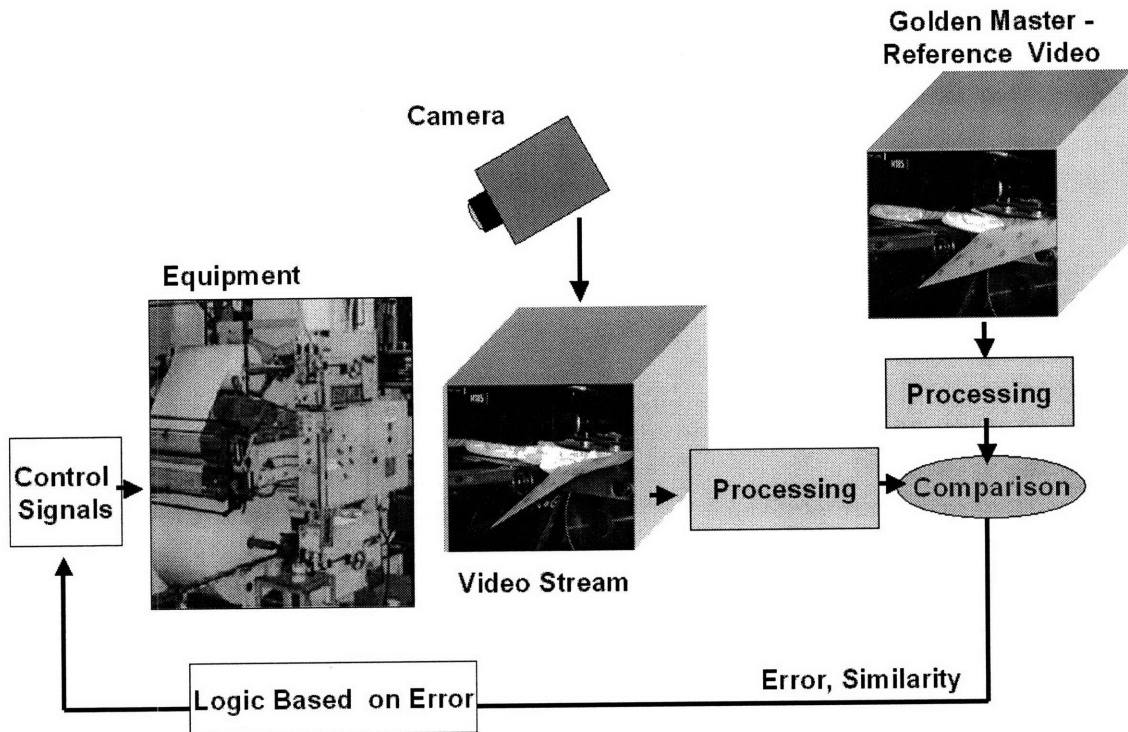 Golden Master -
Reference Video
Camera
Equipment
Processing
Control
Signals
Processing
Comparison
Video Stream
Error, Similarity
Logic Based on Error